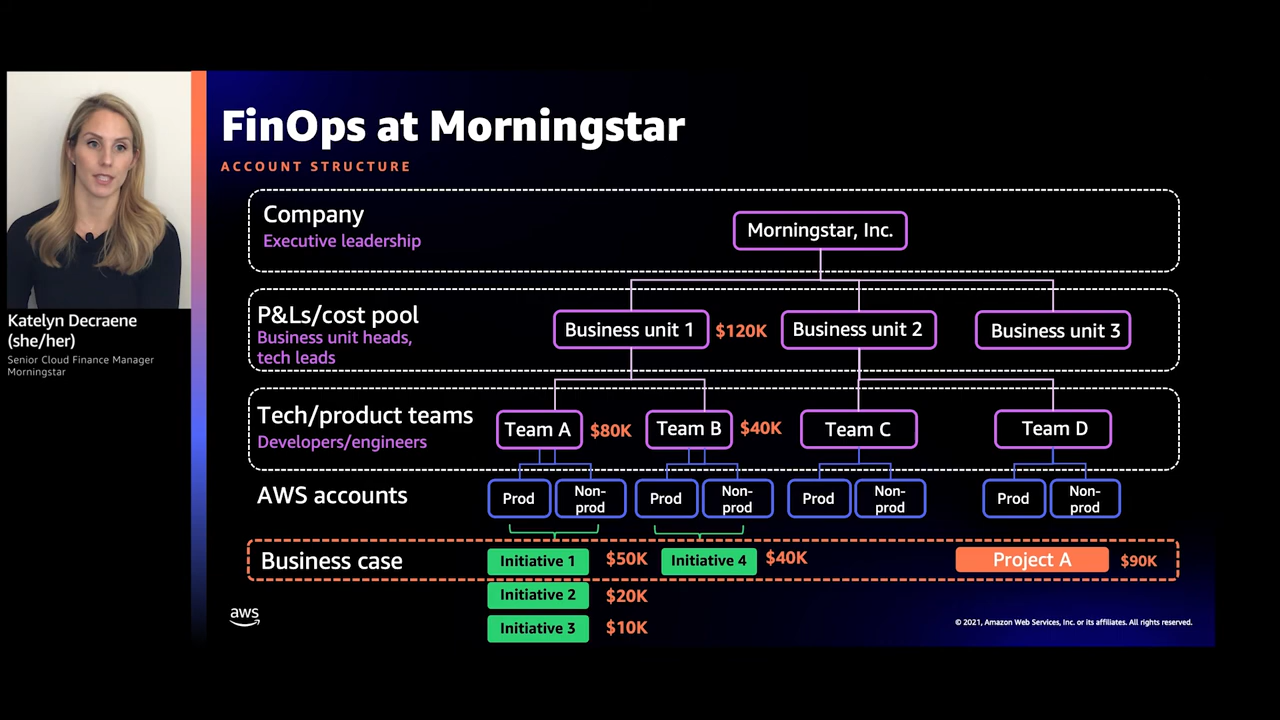 FinOps at Morningstar
ACCOUNT STRUCTURE
Company
Executive leadership
Morningstar, Inc.
P&Ls/cost pool
Business unit heads,
tech leads
Business unit 1
$120K
Business unit 2
Business unit 3
Katelyn Decraene
(she/her)
Senior Cloud Finance Manager
Morningstar
Tech/product teams
Developers/engineers
Team A
$80K
Team B
$40K
Team C
Team D
AWS accounts
Prod
Non-
prod
Prod
Non-
prod
Prod
Non-
prod
Prod
Non-
prod
Business case
Initiative 1
$50K
Initiative 4
$40K
Project A
$90K
Initiative 2
$20K
Initiative 3
$10K
aws
© 2021, Amazon Web Services, Inc. or its affiliates. All rights reserved.